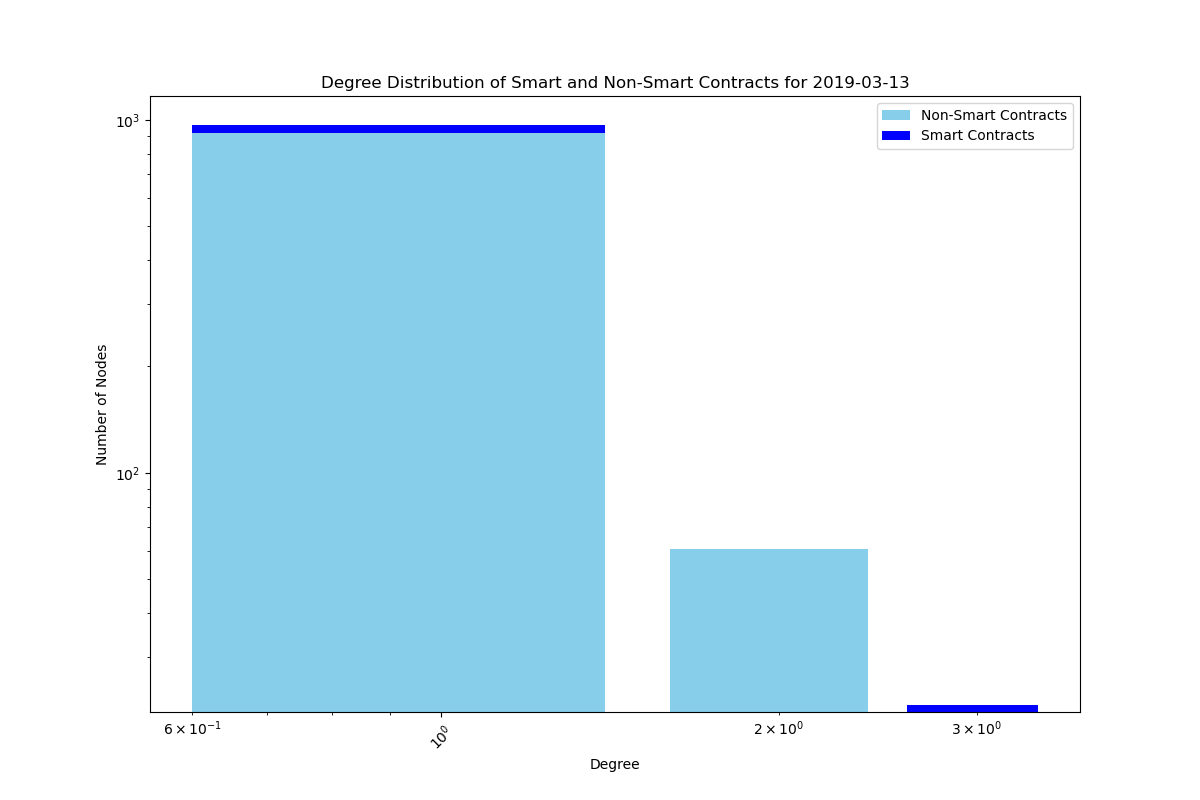 Degree Distribution of Smart and Non-Smart Contracts for 2019-03-13
Non-Smart Contracts
Smart Contracts
10³
10²
Number of Nodes
6 × 10⁻¹
10⁰
2 × 10⁰
3 × 10⁰
Degree